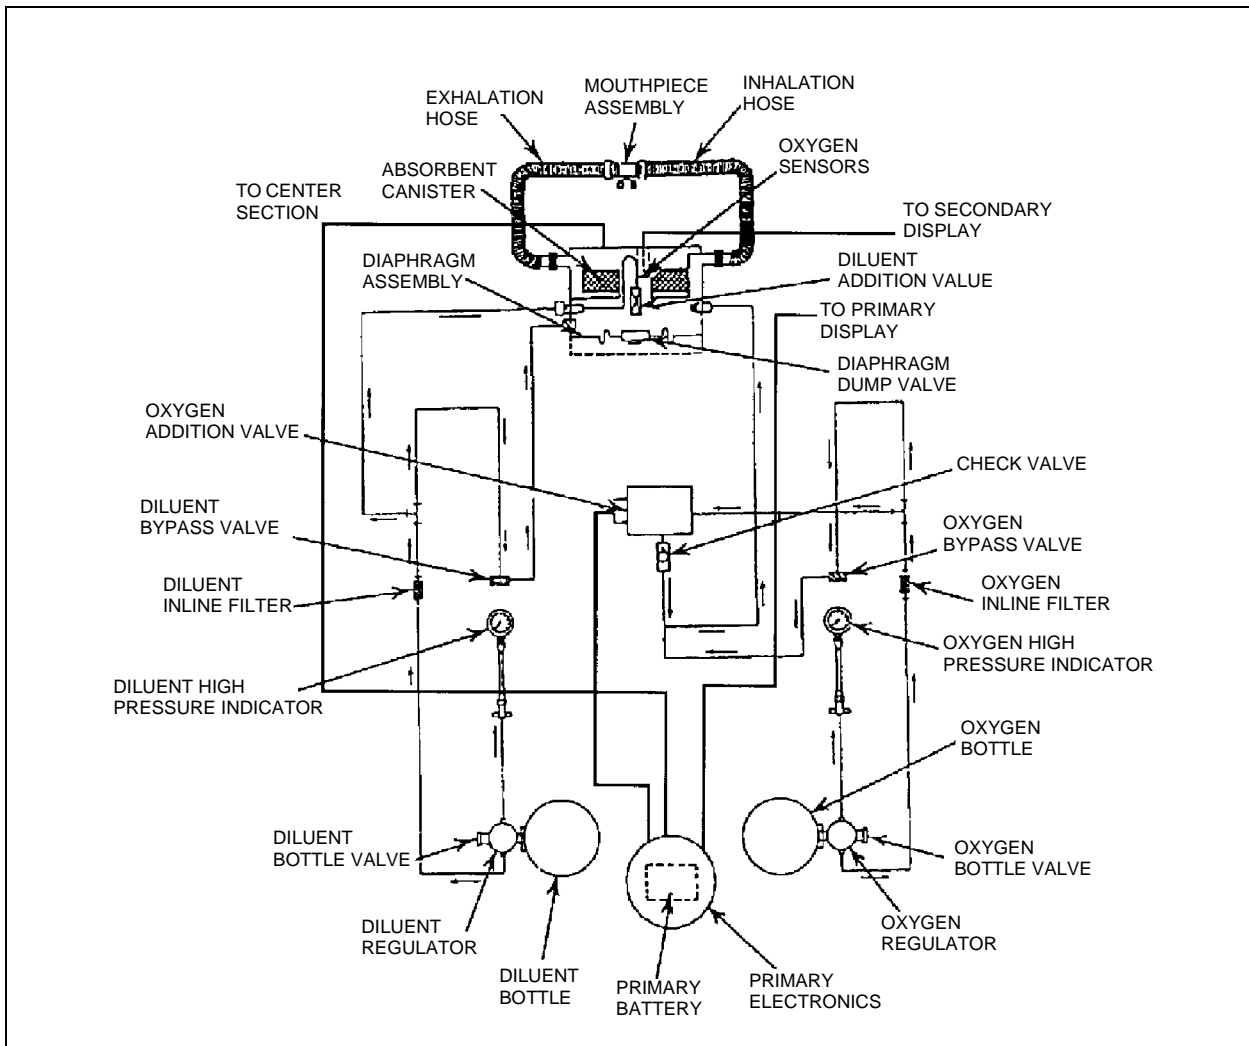 MOUTHPIECE
ASSEMBLY
INHALATION
HOSE
EXHALATION
HOSE
OXYGEN
SENSORS
ABSORBENT
CANISTER
TO CENTER
SECTION
TO SECONDARY
DISPLAY
DIAPHRAGM
ASSEMBLY
DILUENT
ADDITION VALUE
TO PRIMARY
DISPLAY
DIAPHRAGM
DUMP VALVE
OXYGEN
ADDITION VALVE
CHECK VALVE
DILUENT
BYPASS VALVE
OXYGEN
BYPASS VALVE
DILUENT
INLINE FILTER
OXYGEN
INLINE FILTER
OXYGEN HIGH
PRESSURE INDICATOR
DILUENT HIGH
PRESSURE INDICATOR
OXYGEN
BOTTLE
DILUENT
BOTTLE VALVE
OXYGEN
BOTTLE VALVE
DILUENT
REGULATOR
OXYGEN
REGULATOR
DILUENT
BOTTLE
PRIMARY
BATTERY
PRIMARY
ELECTRONICS